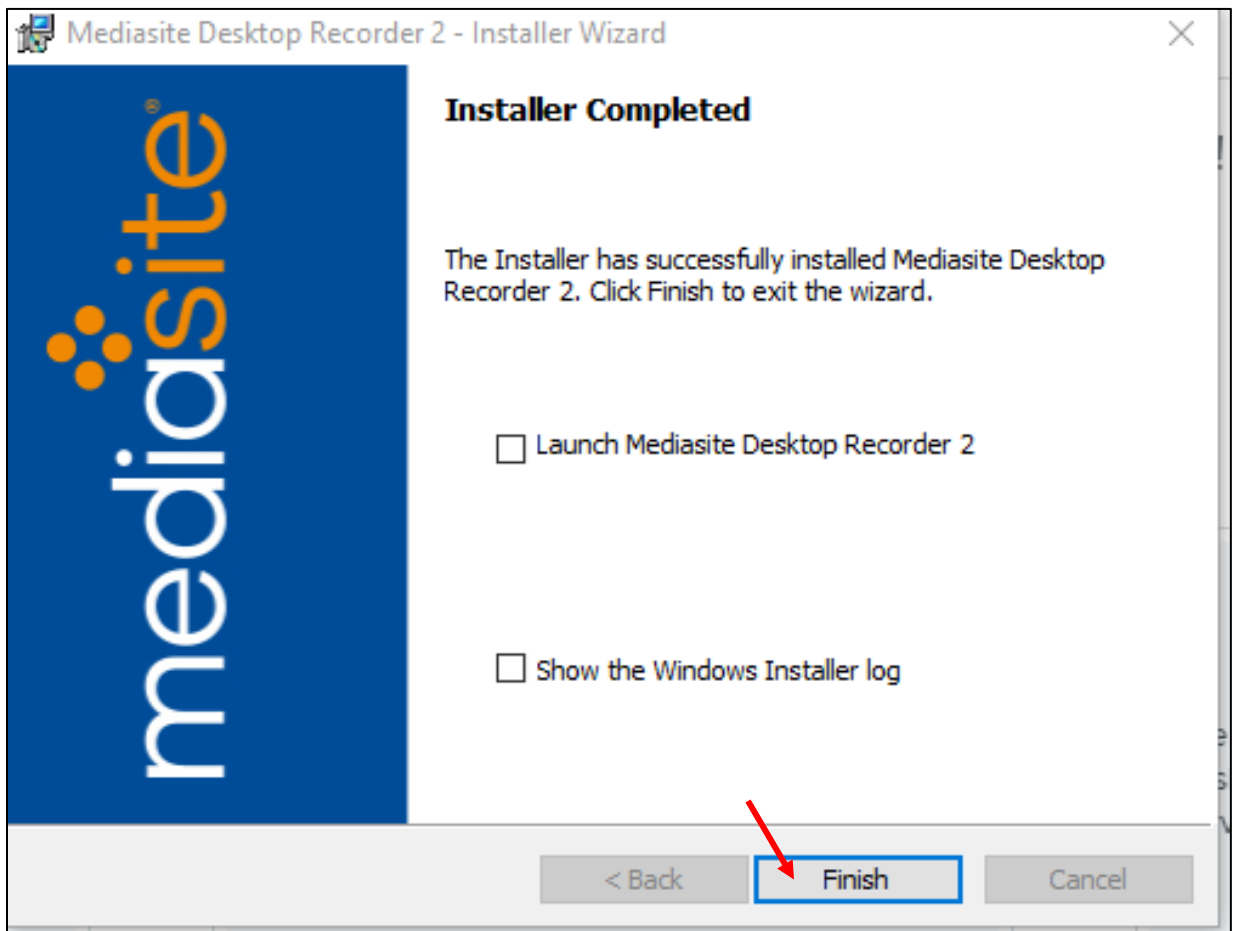 Mediasite Desktop Recorder 2 - Installer Wizard
mediasite®
Installer Completed
The Installer has successfully installed Mediasite Desktop
Recorder 2. Click Finish to exit the wizard.
Launch Mediasite Desktop Recorder 2
Show the Windows Installer log
< Back
Finish
Cancel